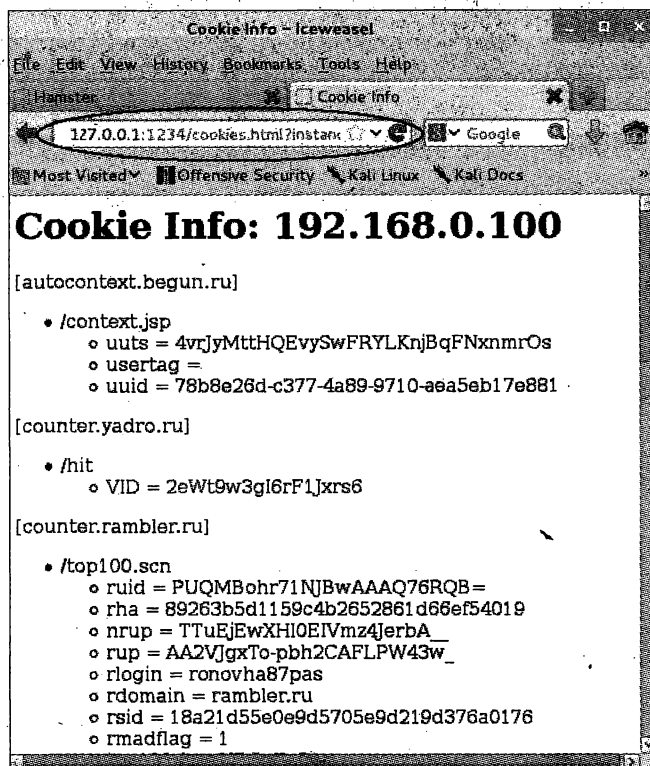 Cookie Info - Iceweasel
File Edit View History Bookmarks Tools Help
Hamster
Cookie Info
127.0.0.1:1234/cookies.html?instanc
Google
Most Visited
Offensive Security
Kali Linux
Kali Docs
»
Cookie Info: 192.168.0.100
[autocontext.begun.ru]
• /context.jsp
uuts = 4vrJyMttHQEvySwFRYLKnjBqFNxnmrOs
usertag =
uuid = 78b8e26d-c377-4a89-9710-aea5eb17e881
[counter.yadro.ru]
• /hit
VID = 2eWt9w3gI6rF1Jxrs6
[counter.rambler.ru]
• /top100.scn
ruid = PUQMBohr71NJBwAAAQ76RQB=
rha = 89263b5d1159c4b2652861d66ef54019
nrup = TTuEjEwXHI0EIVmz4JerbA__
rup = AA2VJgxTo-pbh2CAFLPW43w_
rlogin = ronovha87pas
rdomain = rambler.ru
rsid = 18a21d55e0e9d5705e9d219d376a0176
rmadflag = 1